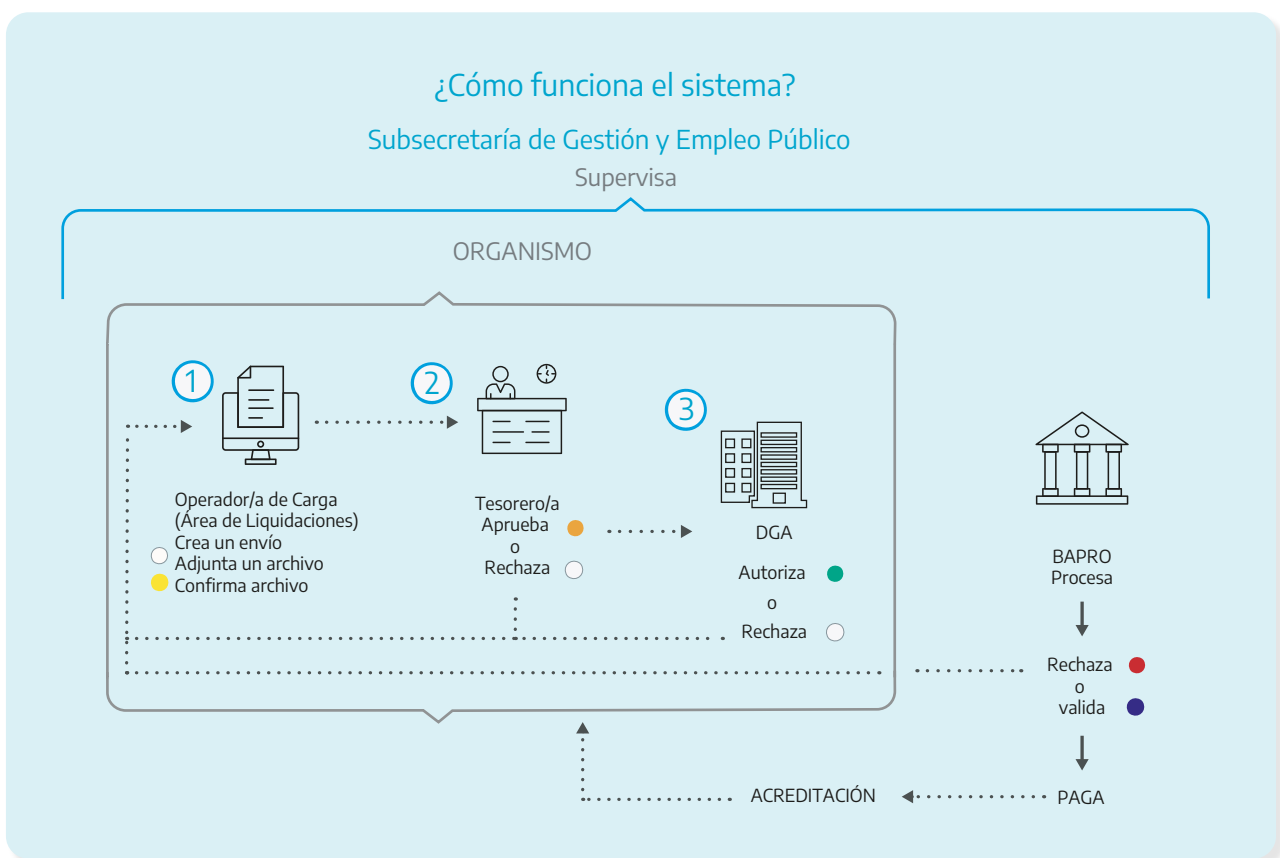 ¿Cómo funciona el sistema?
Subsecretaría de Gestión y Empleo Público
Supervisa
ORGANISMO
1
Operador/a de Carga
(Área de Liquidaciones)
Crea un envío
Adjunta un archivo
Confirma archivo
2
Tesorero/a
Aprueba
o
Rechaza
3
DGA
Autoriza
o
Rechaza
BAPRO
Procesa
Rechaza
o
valida
PAGA
ACREDITACIÓN